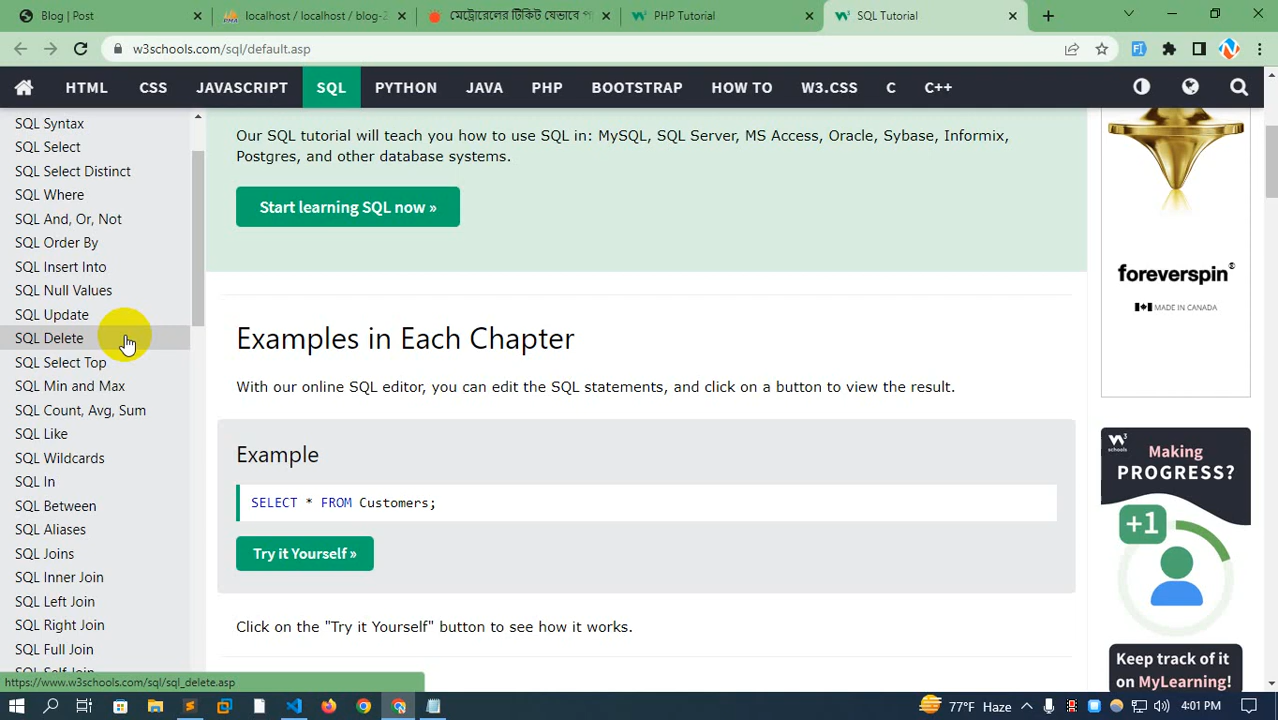 Blog | Post
localhost / localhost / blog-2
মেট্রোরেলের টিকিট যেভাবে প
PHP Tutorial
SQL Tutorial
w3schools.com/sql/default.asp
HTML
CSS
JAVASCRIPT
SQL
PYTHON
JAVA
PHP
BOOTSTRAP
HOW TO
W3.CSS
C
C++
SQL Syntax
SQL Select
SQL Select Distinct
SQL Where
SQL And, Or, Not
SQL Order By
SQL Insert Into
SQL Null Values
SQL Update
SQL Delete
SQL Select Top
SQL Min and Max
SQL Count, Avg, Sum
SQL Like
SQL Wildcards
SQL In
SQL Between
SQL Aliases
SQL Joins
SQL Inner Join
SQL Left Join
SQL Right Join
SQL Full Join
SQL Self Join
Our SQL tutorial will teach you how to use SQL in: MySQL, SQL Server, MS Access, Oracle, Sybase, Informix,
Postgres, and other database systems.
Start learning SQL now »
Examples in Each Chapter
With our online SQL editor, you can edit the SQL statements, and click on a button to view the result.
Example
SELECT * FROM Customers;
Try it Yourself »
Click on the "Try it Yourself" button to see how it works.
foreverspin®
MADE IN CANADA
W3
schools
Making
PROGRESS?
+1
Keep track of it
on MyLearning!
https://www.w3schools.com/sql/sql_delete.asp
77°F Haze
4:01 PM